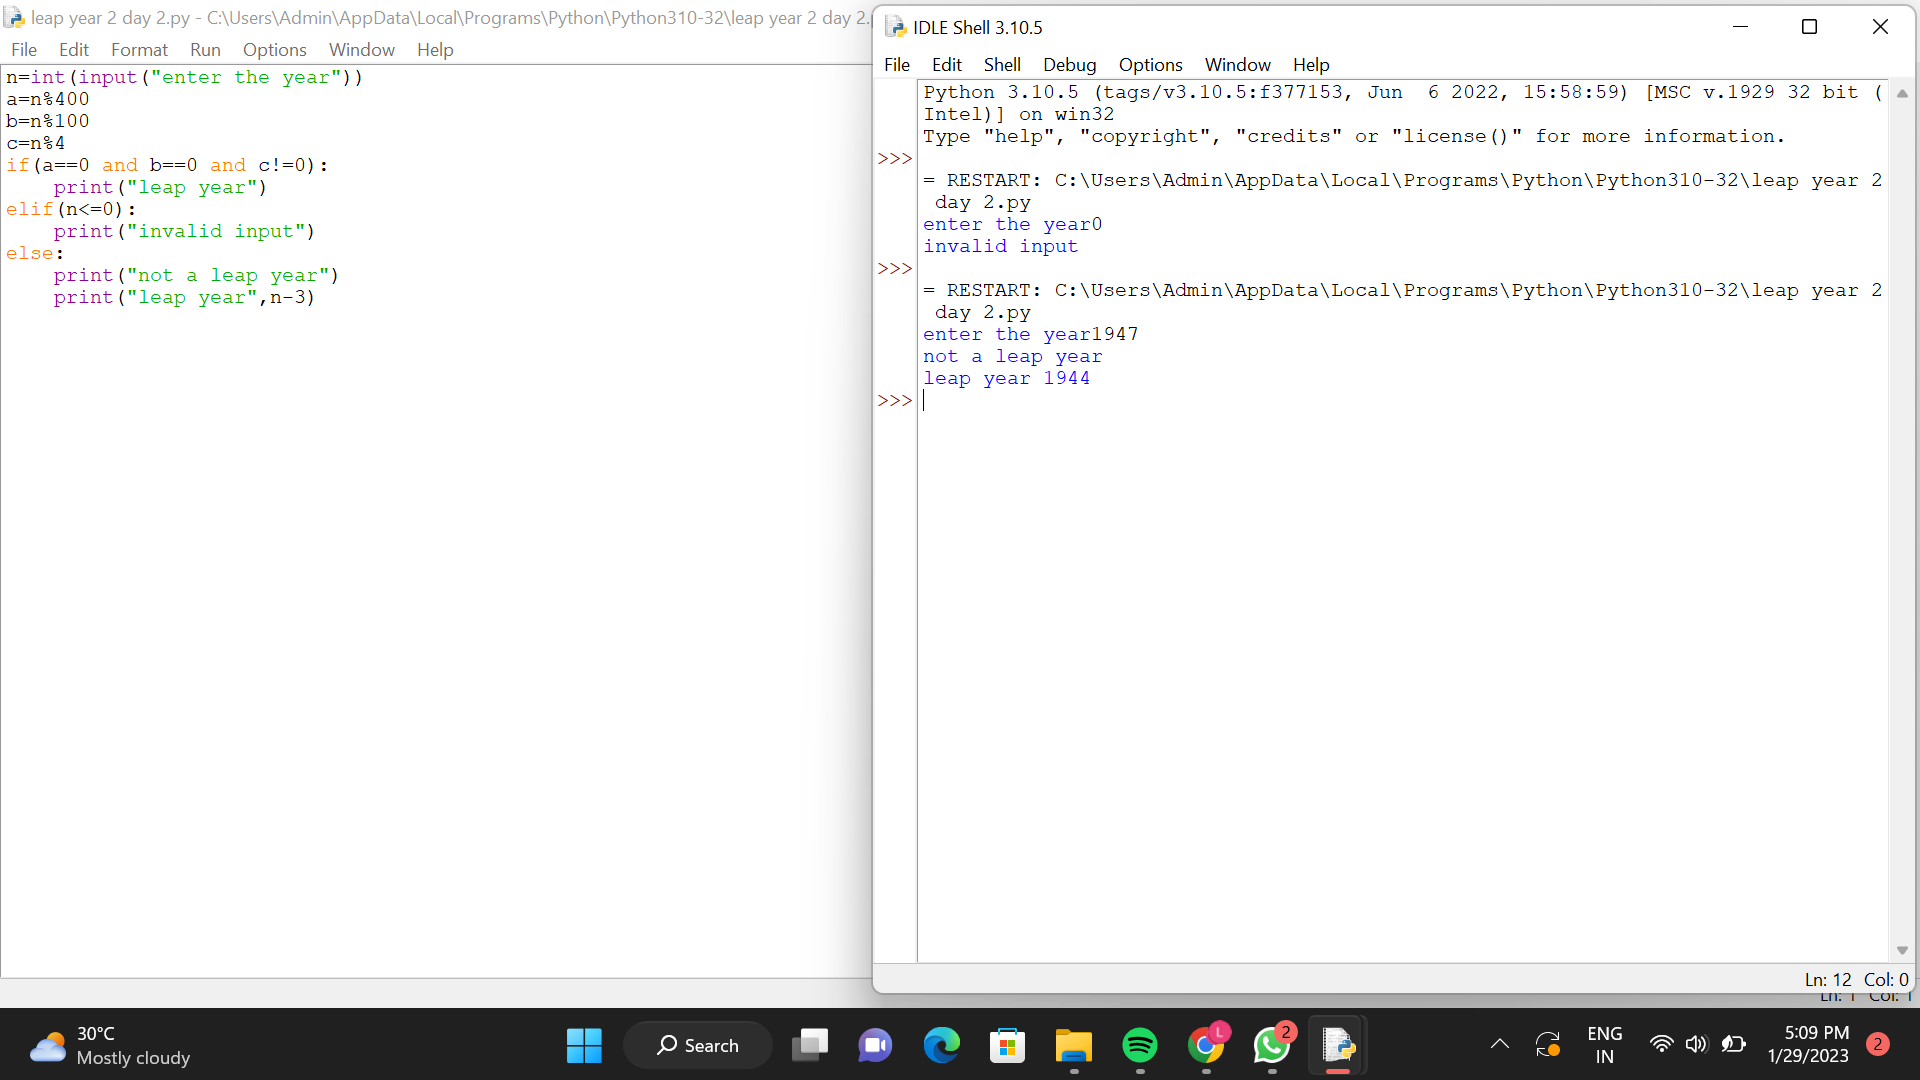 leap year 2 day 2.py - C:\Users\Admin\AppData\Local\Programs\Python\Python310-32\leap year 2 day 2.
File Edit Format Run Options Window Help
n=int(input("enter the year"))
a=n%400
b=n%100
c=n%4
if(a==0 and b==0 and c!=0):
    print("leap year")
elif(n<=0):
    print("invalid input")
else:
    print("not a leap year")
    print("leap year",n-3)
IDLE Shell 3.10.5
File Edit Shell Debug Options Window Help
Python 3.10.5 (tags/v3.10.5:f377153, Jun  6 2022, 15:58:59) [MSC v.1929 32 bit (
Intel)] on win32
Type "help", "copyright", "credits" or "license()" for more information.
>>>
= RESTART: C:\Users\Admin\AppData\Local\Programs\Python\Python310-32\leap year 2
 day 2.py
enter the year0
invalid input
>>>
= RESTART: C:\Users\Admin\AppData\Local\Programs\Python\Python310-32\leap year 2
 day 2.py
enter the year1947
not a leap year
leap year 1944
>>>
Ln: 12 Col: 0
Ln: 1 Col: 1
30°C
Mostly cloudy
Search
L
2
ENG
IN
5:09 PM
1/29/2023
2